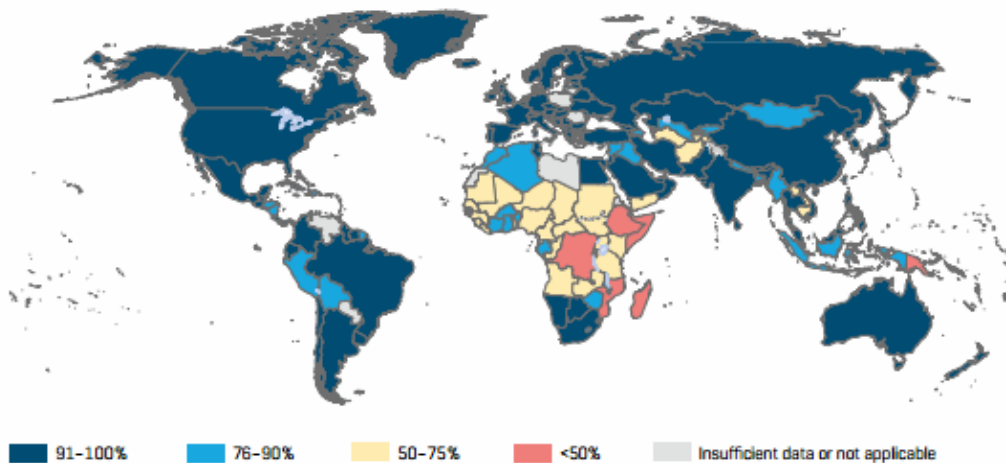 91-100% 76-90% 50-75% <50% Insufficient data or not applicable